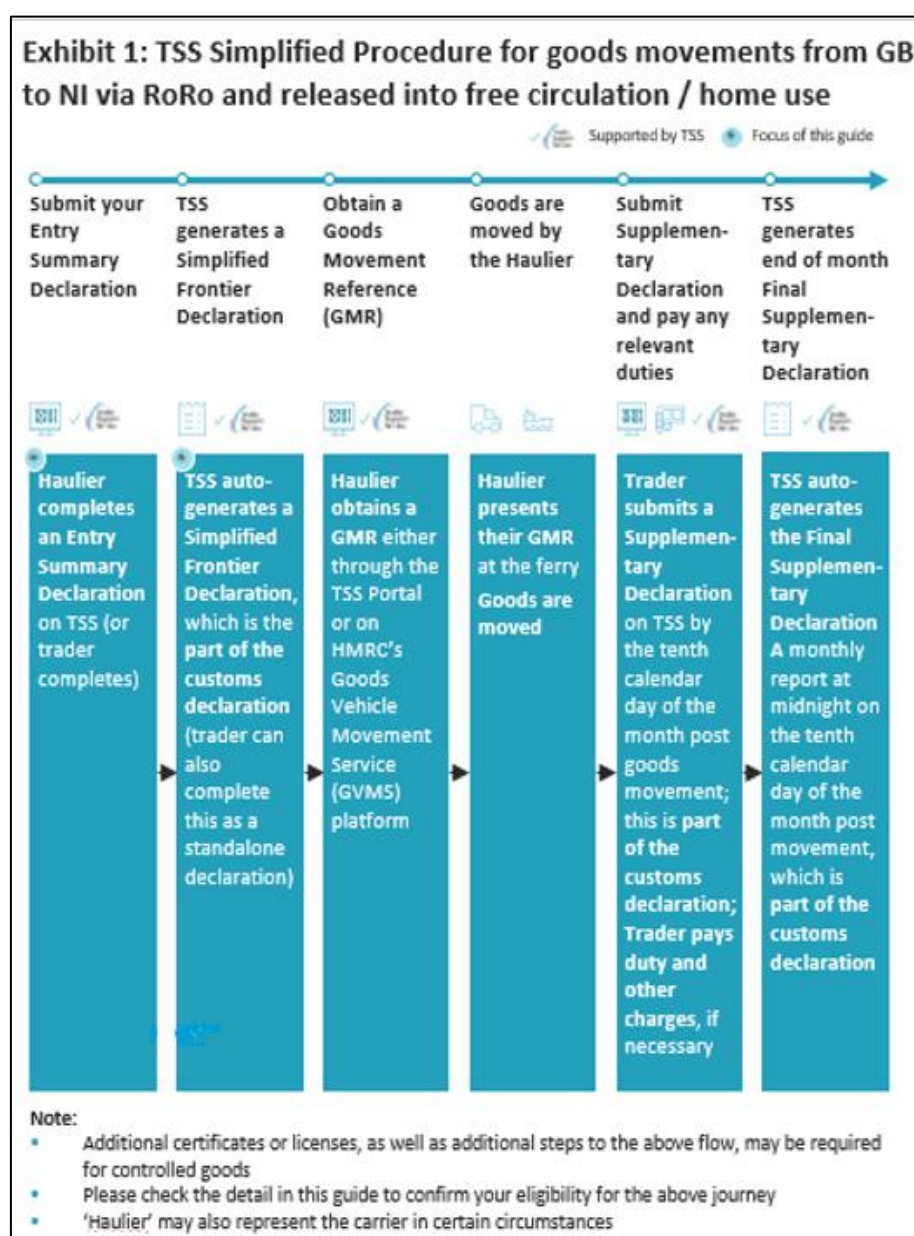 Exhibit 1: TSS Simplified Procedure for goods movements from GB
to NI via RoRo and released into free circulation / home use
Supported by TSS
Focus of this guide
Submit your
Entry
Summary
Declaration
TSS
generates a
Simplified
Frontier
Declaration
Obtain a
Goods
Movement
Reference
(GMR)
Goods are
moved by
the Haulier
Submit
Supplemen-
tary
Declaration
and pay any
relevant
duties
TSS
generates
end of month
Final
Supplemen-
tary
Declaration
Haulier
completes
an Entry
Summary
Declaration
on TSS (or
trader
completes)
TSS auto-
generates a
Simplified
Frontier
Declaration,
which is the
part of the
customs
declaration
(trader can
also
complete
this as a
standalone
declaration)
Haulier
obtains a
GMR either
through the
TSS Portal
or on
HMRC's
Goods
Vehicle
Movement
Service
(GVMS)
platform
Haulier
presents
their GMR
at the ferry
Goods are
moved
Trader
submits a
Supplemen-
tary
Declaration
on TSS by
the tenth
calendar
day of the
month post
goods
movement;
this is part
of the
customs
declaration;
Trader pays
duty and
other
charges, if
necessary
TSS auto-
generates
the Final
Supplemen-
tary
Declaration
A monthly
report at
midnight on
the tenth
calendar
day of the
month post
movement,
which is
part of the
customs
declaration
Note:
• Additional certificates or licenses, as well as additional steps to the above flow, may be required
for controlled goods
• Please check the detail in this guide to confirm your eligibility for the above journey
• 'Haulier' may also represent the carrier in certain circumstances